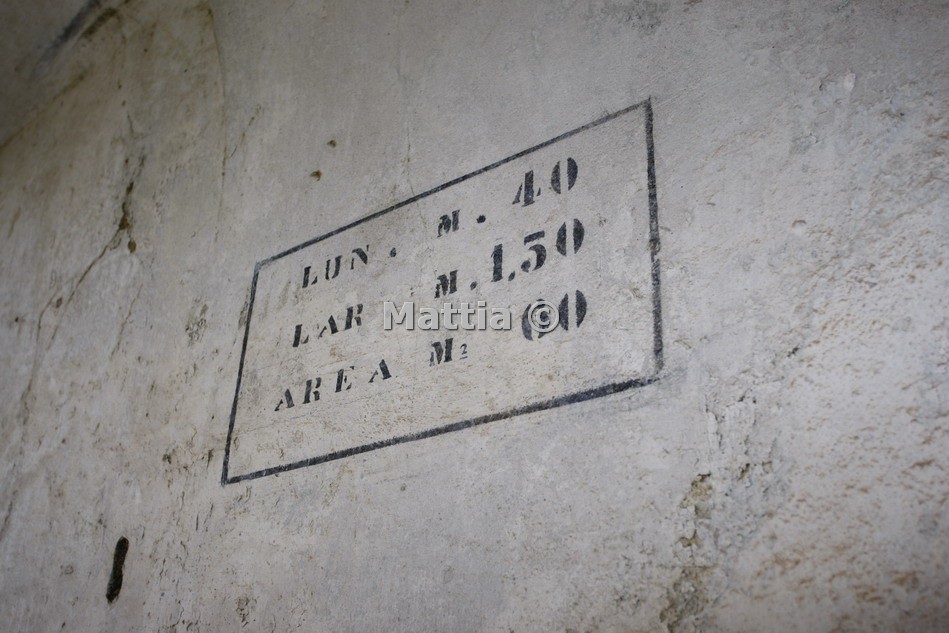 LUN. M. 40
LAR M. 1,50
AREA M2 60
Mattia ©